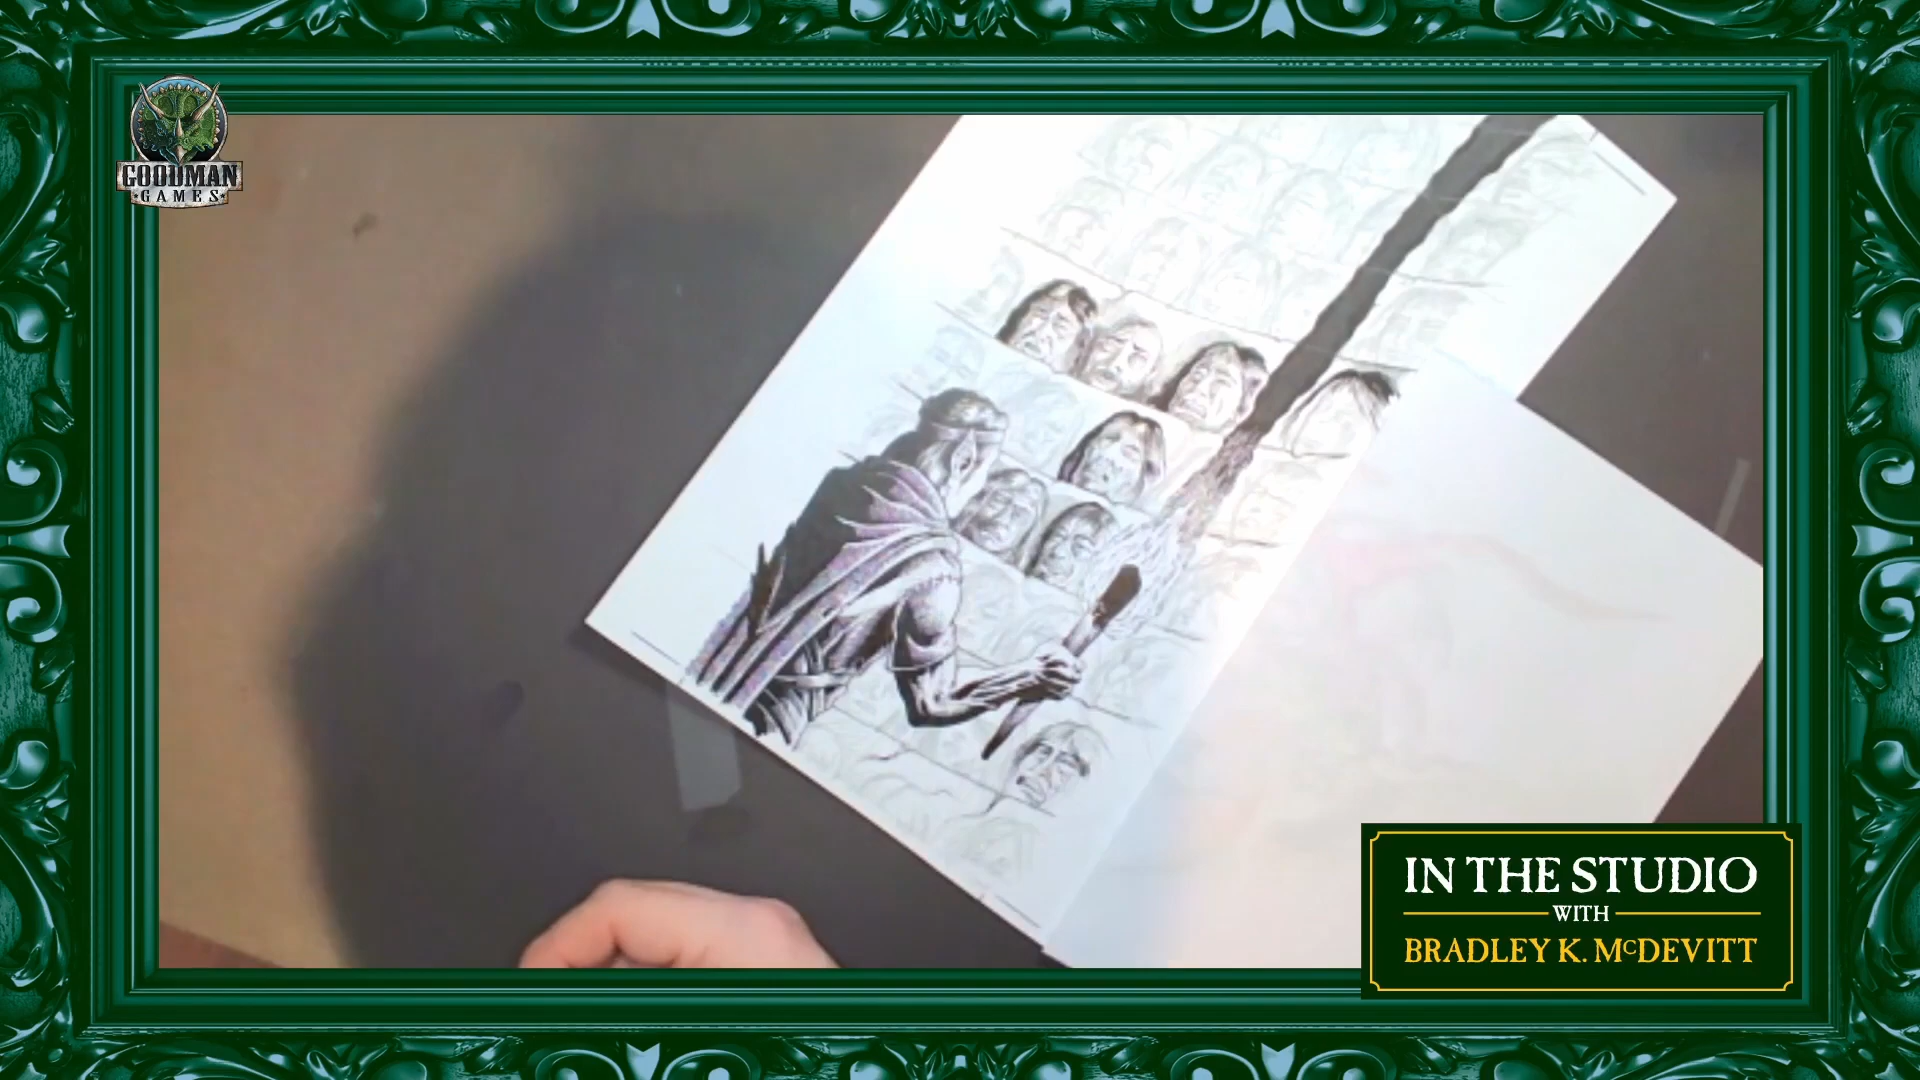 GOODMAN
GAMES
IN THE STUDIO
WITH
BRADLEY K. McDEVITT